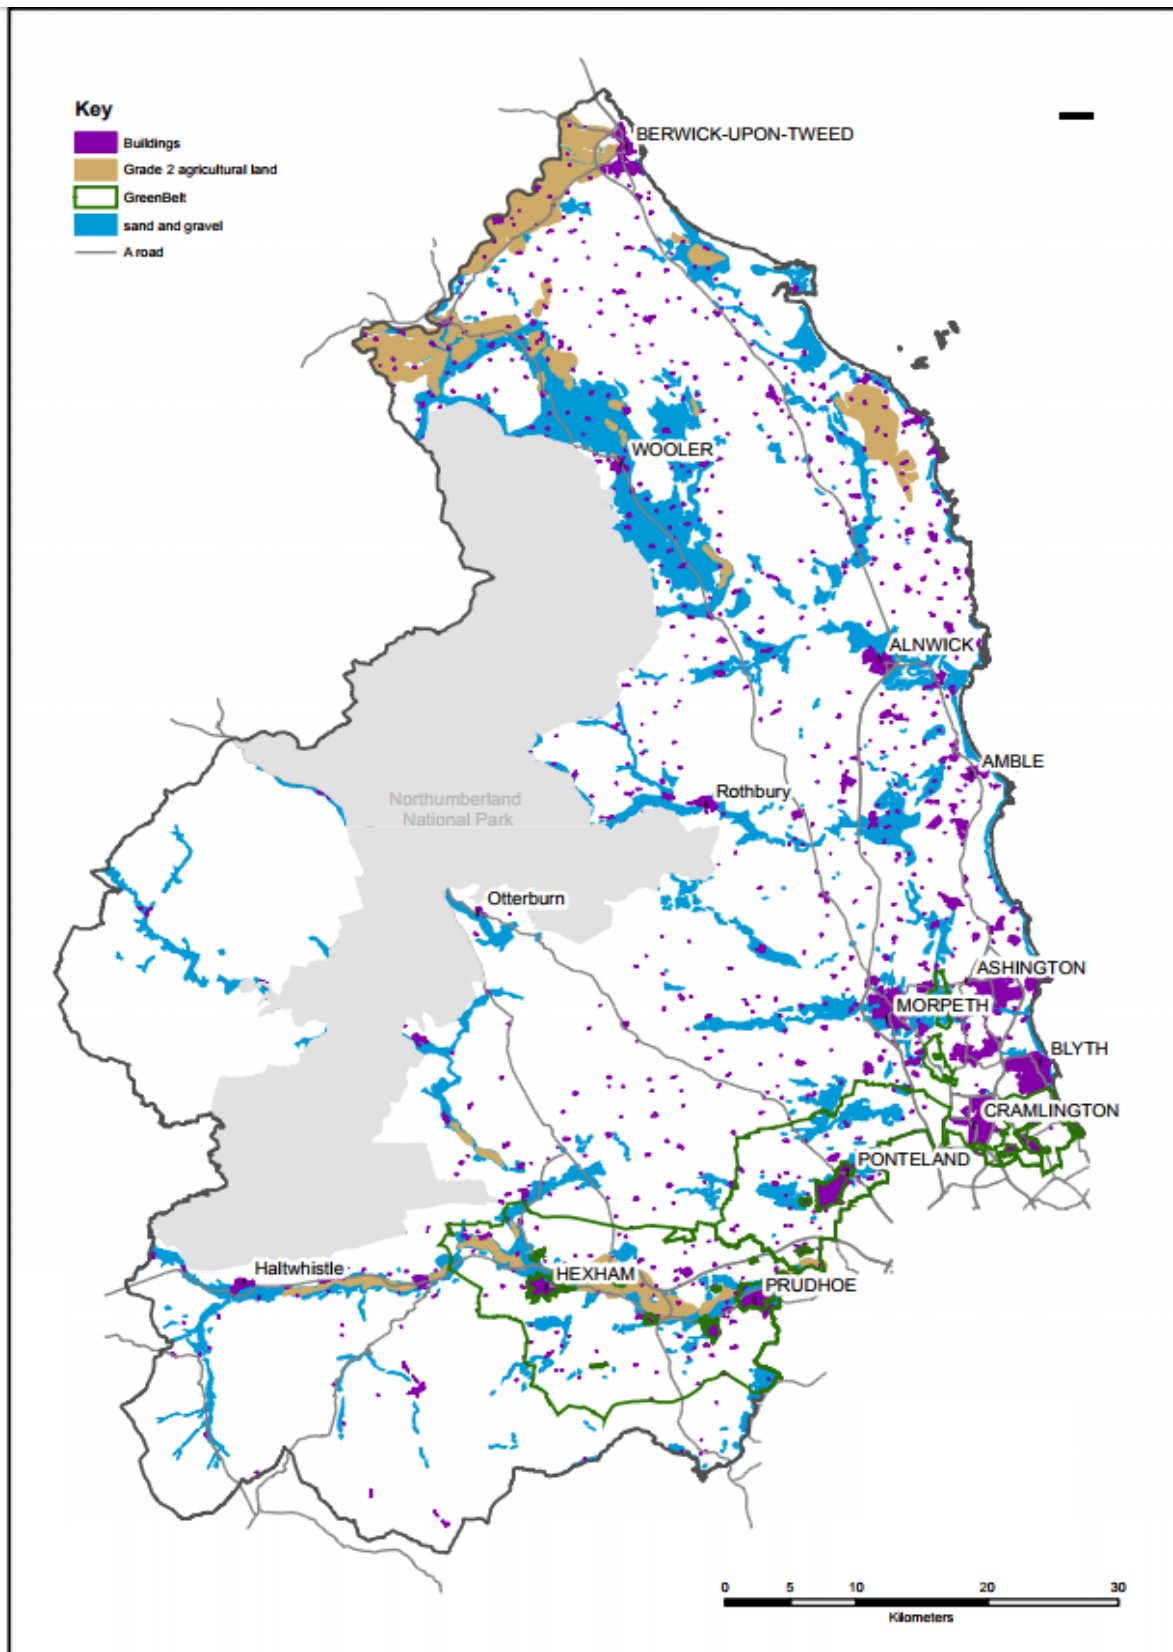 Key
Buildings
Grade 2 agricultural land
GreenBelt
sand and gravel
A road
BERWICK-UPON-TWEED
WOOLER
ALNWICK
AMBLE
Rothbury
Northumberland
National Park
Otterburn
ASHINGTON
MORPETH
BLYTH
CRAMLINGTON
PONTELAND
Haltwhistle
HEXHAM
PRUDHOE
0 5 10 20 30
Kilometers